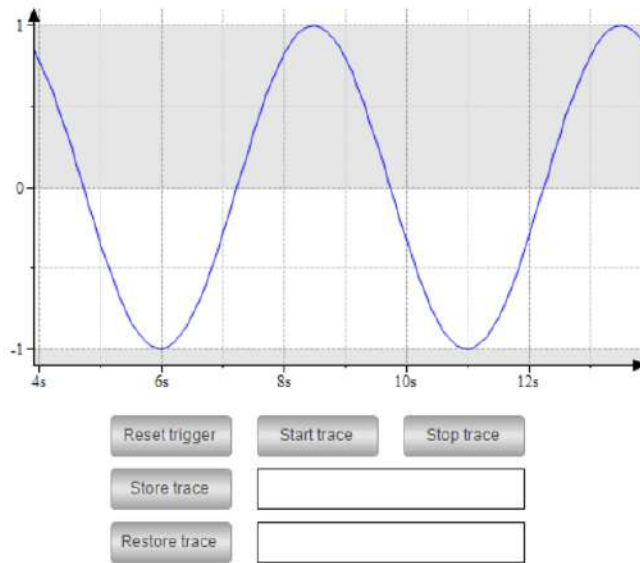 1
0
-1
4s 6s 8s 10s 12s
Reset trigger Start trace Stop trace
Store trace
Restore trace